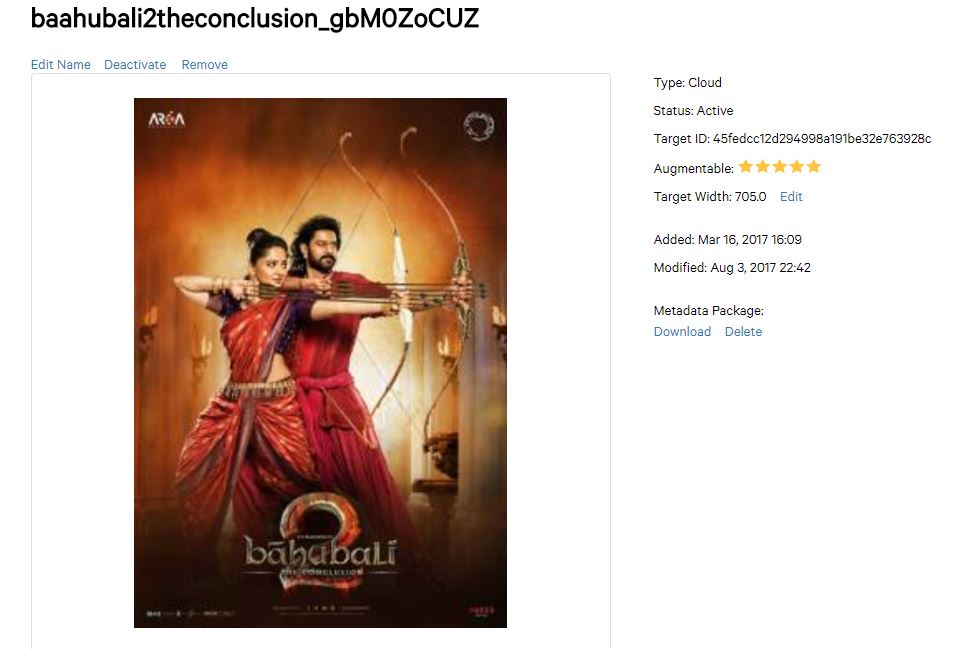 baahubali2theconclusion_gbM0ZoCUZ
Edit Name Deactivate Remove
Type: Cloud
Status: Active
Target ID: 45fedcc12d294998a191be32e763928c
Augmentable:
Target Width: 705.0 Edit
Added: Mar 16, 2017 16:09
Modified: Aug 3, 2017 22:42
Metadata Package:
Download Delete
ARKA
2
bāhubali
THE CONCLUSION